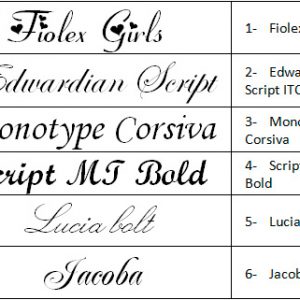 Fiolex Girls
1- Fiolex
Edwardian Script
2- Edwa
Script ITC
Monotype Corsiva
3- Mono
Corsiva
Script MT Bold
4- Script
Bold
Lucia bolt
5- Lucia
Jacoba
6- Jacob